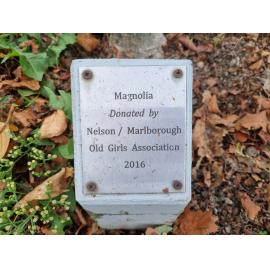 Magnolia
Donated by
Nelson / Marlborough
Old Girls Association
2016